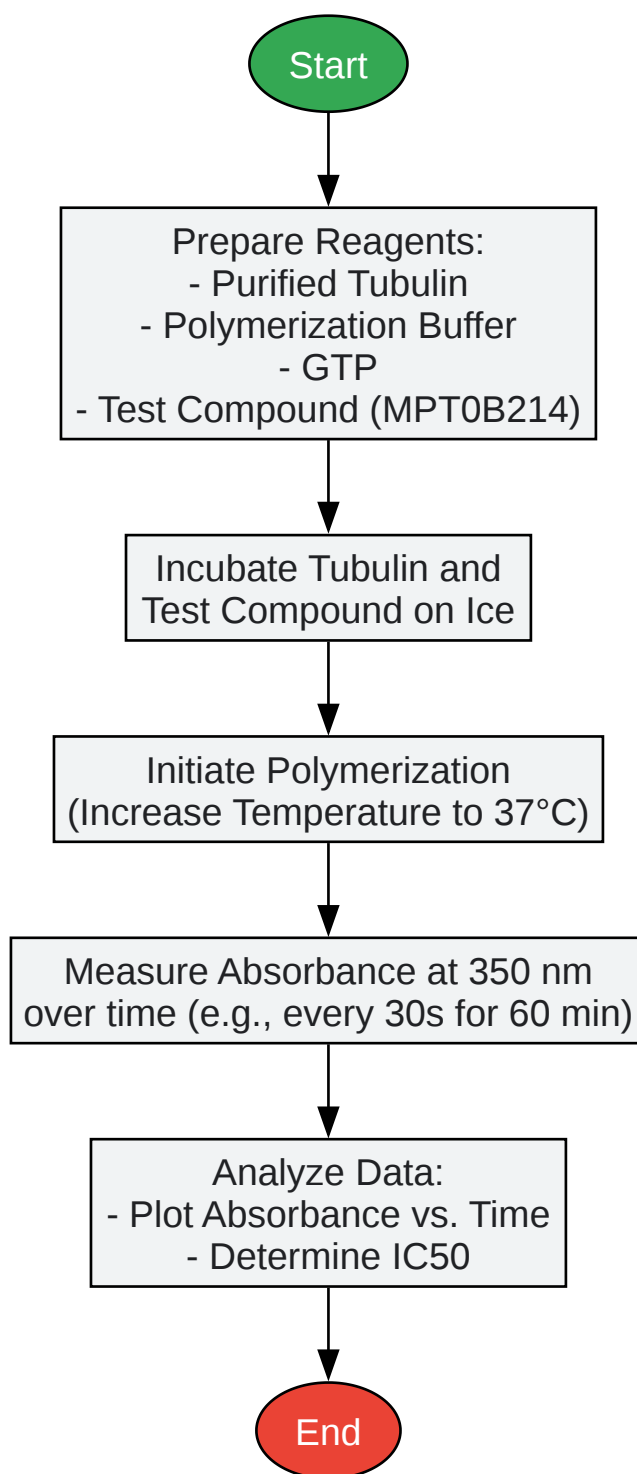 Start
Prepare Reagents:
- Purified Tubulin
- Polymerization Buffer
- GTP
- Test Compound (MPT0B214)
Incubate Tubulin and
Test Compound on Ice
Initiate Polymerization
(Increase Temperature to 37°C)
Measure Absorbance at 350 nm
over time (e.g., every 30s for 60 min)
Analyze Data:
- Plot Absorbance vs. Time
- Determine IC50
End